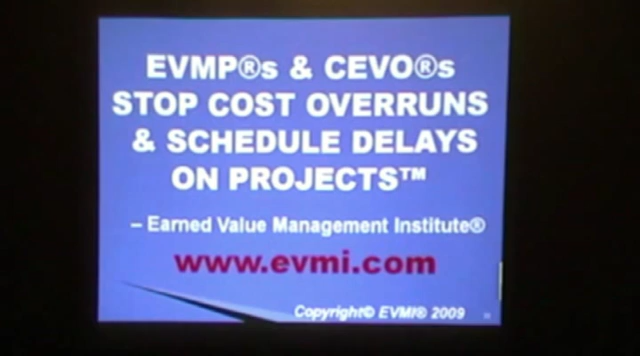 EVMP®s & CEVO®s
STOP COST OVERRUNS
& SCHEDULE DELAYS
ON PROJECTS™
– Earned Value Management Institute®
www.evmi.com
Copyright© EVMI® 2009